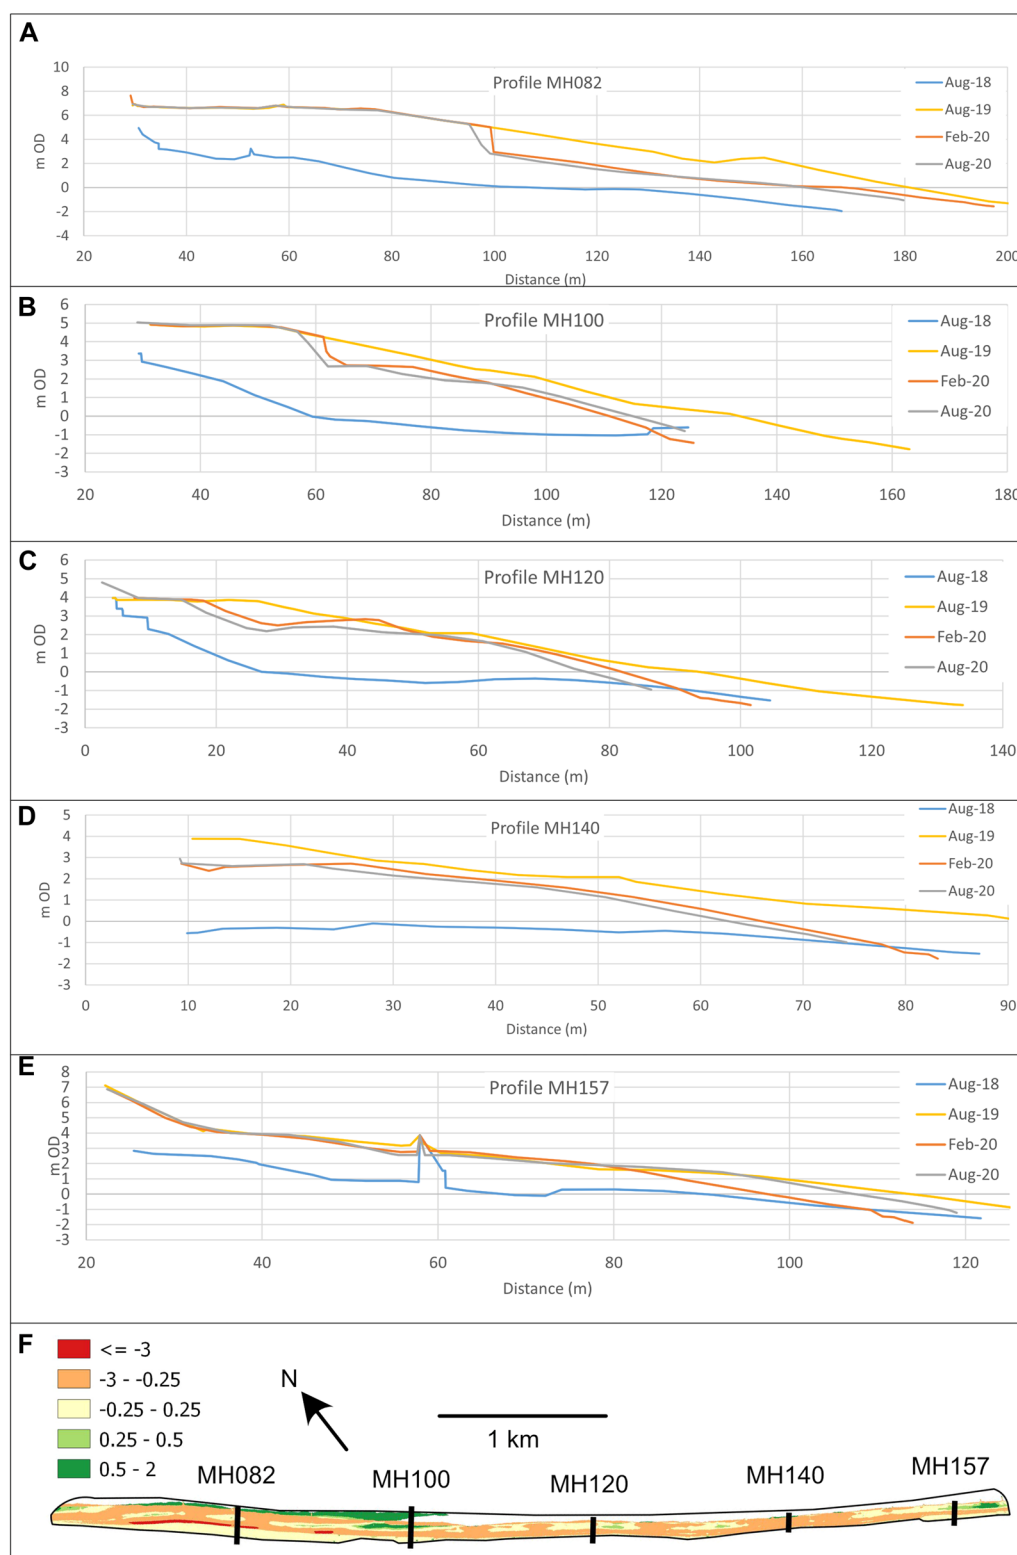 A
Profile MH082
10
8
6
4
2
0
-2
-4
m OD
20 40 60 80 100 120 140 160 180 200
Distance (m)
Aug-18
Aug-19
Feb-20
Aug-20
B
Profile MH100
6
5
4
3
2
1
0
-1
-2
-3
m OD
20 40 60 80 100 120 140 160 180
Distance (m)
Aug-18
Aug-19
Feb-20
Aug-20
C
Profile MH120
6
5
4
3
2
1
0
-1
-2
-3
m OD
0 20 40 60 80 100 120 140
Distance (m)
Aug-18
Aug-19
Feb-20
Aug-20
D
Profile MH140
5
4
3
2
1
0
-1
-2
-3
m OD
0 10 20 30 40 50 60 70 80 90
Distance (m)
Aug-18
Aug-19
Feb-20
Aug-20
E
Profile MH157
8
7
6
5
4
3
2
1
0
-1
-2
-3
m OD
20 40 60 80 100 120
Distance (m)
Aug-18
Aug-19
Feb-20
Aug-20
F
<= -3
-3 - -0.25
-0.25 - 0.25
0.25 - 0.5
0.5 - 2
N
1 km
MH082 MH100 MH120 MH140 MH157